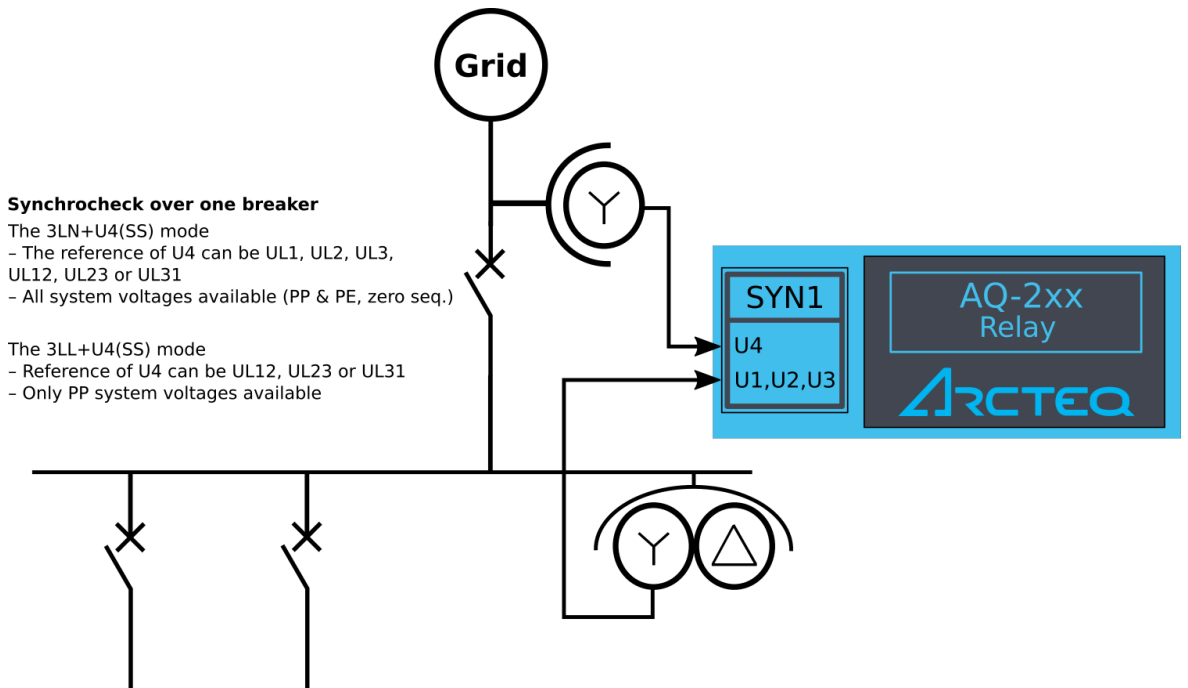 Grid
Synchrocheck over one breaker
The 3LN+U4(SS) mode
– The reference of U4 can be UL1, UL2, UL3,
UL12, UL23 or UL31
– All system voltages available (PP & PE, zero seq.)
The 3LL+U4(SS) mode
– Reference of U4 can be UL12, UL23 or UL31
– Only PP system voltages available
SYN1
U4
U1,U2,U3
AQ-2xx
Relay
ARCTEQ